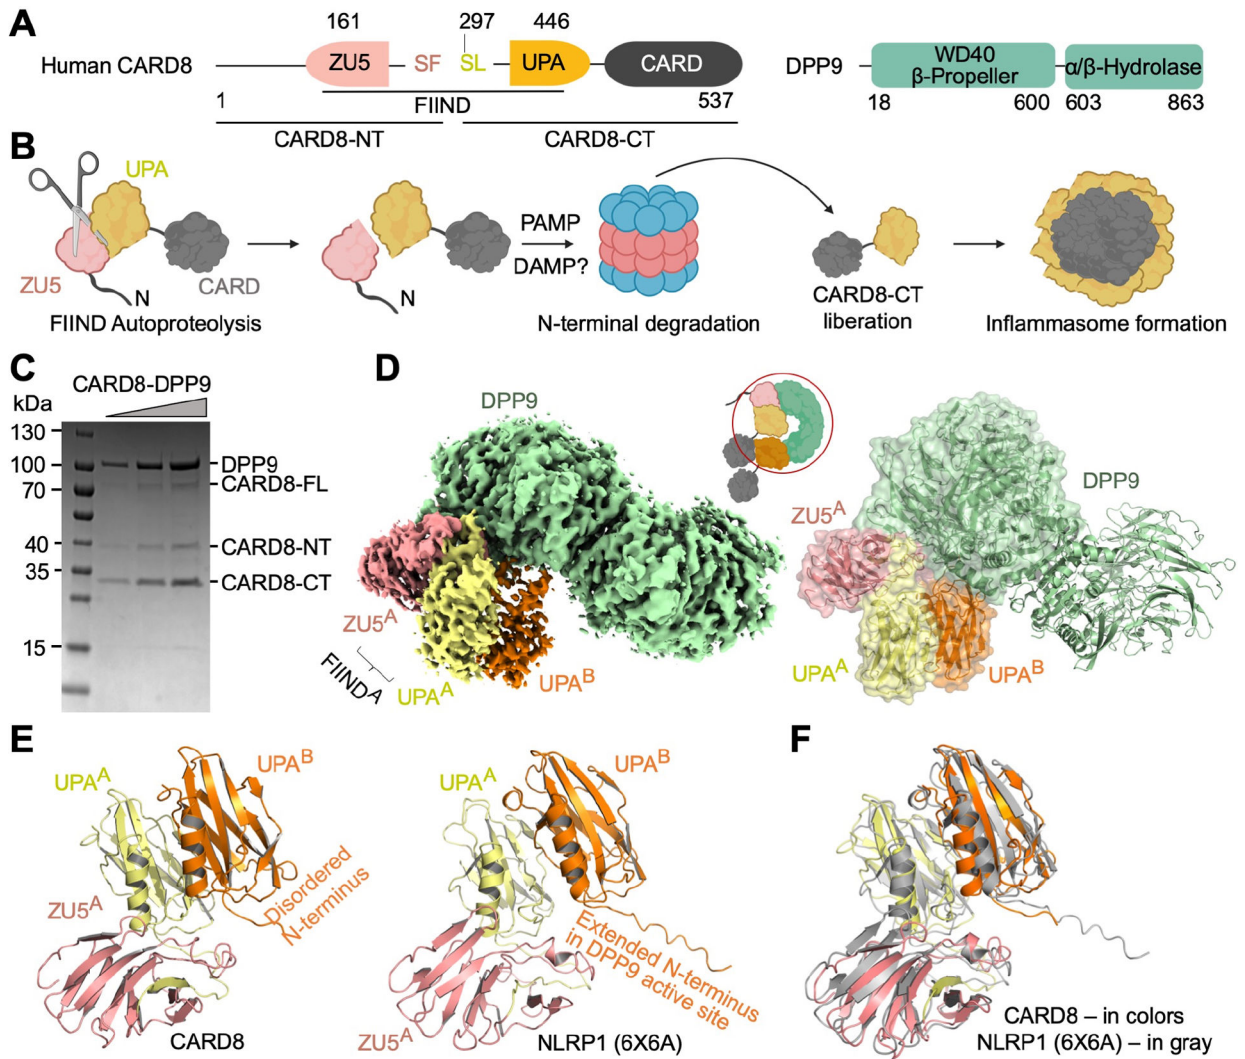 A
161
297
446
Human CARD8
ZU5
SF
SL
UPA
CARD
1
FIIND
537
CARD8-NT
CARD8-CT
DPP9
WD40
β-Propeller
α/β-Hydrolase
18
600
603
863
B
UPA
ZU5
N
CARD
FIIND Autoproteolysis
N
PAMP
DAMP?
N-terminal degradation
CARD8-CT
liberation
Inflammasome formation
C
CARD8-DPP9
kDa
130
100
70
40
35
15
DPP9
CARD8-FL
CARD8-NT
CARD8-CT
D
DPP9
ZU5A
FIINDA
UPAA
UPAB
DPP9
ZU5A
UPAA
UPAB
E
UPAA
UPAB
ZU5A
Disordered
N-terminus
CARD8
UPAA
UPAB
Extended N-terminus
in DPP9 active site
ZU5A
NLRP1 (6X6A)
F
CARD8 – in colors
NLRP1 (6X6A) – in gray